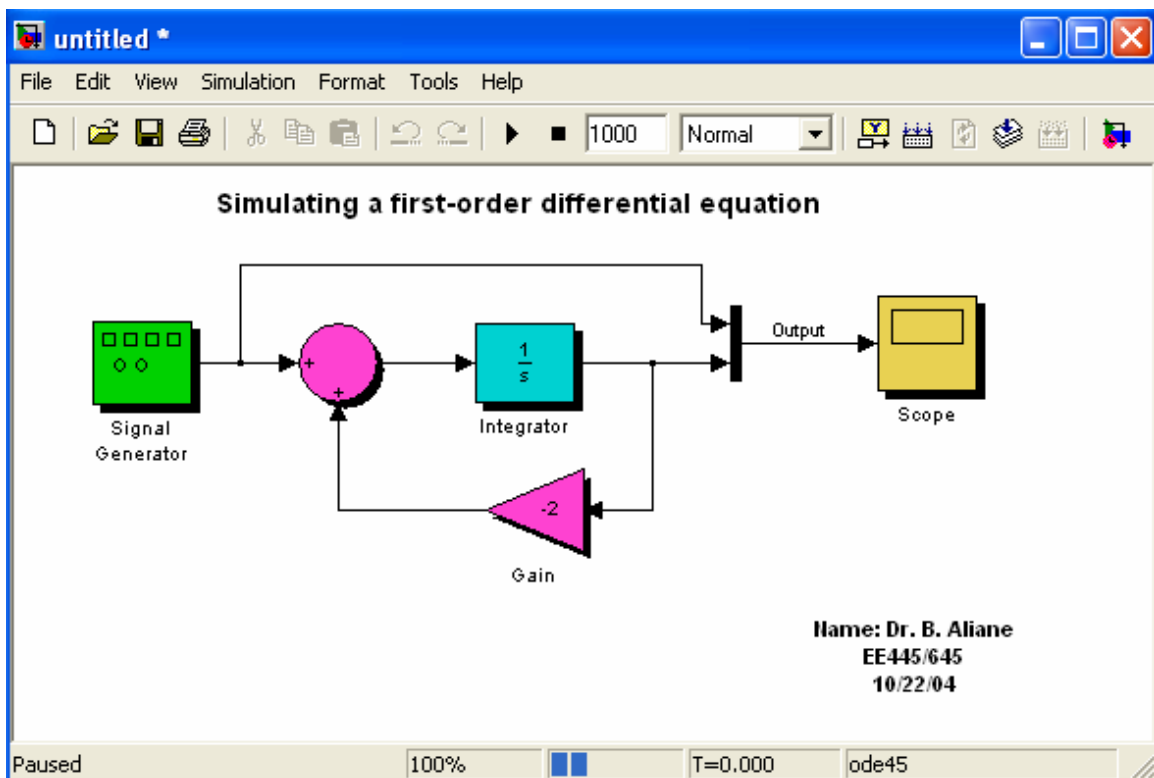 untitled *
File Edit View Simulation Format Tools Help
1000 Normal
Simulating a first-order differential equation
+
+
1
s
Output
Signal
Generator
Integrator
Scope
-2
Gain
Name: Dr. B. Aliane
EE445/645
10/22/04
Paused 100% T=0.000 ode45